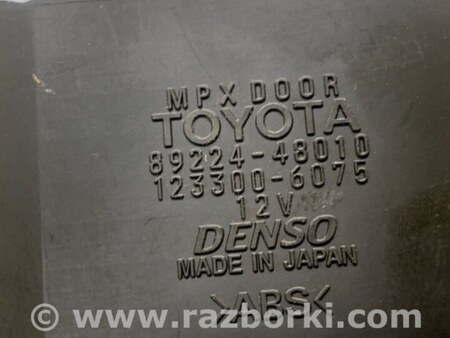 MPX DOOR
TOYOTA
89224-48010
123300-6075
12V
DENSO
MADE IN JAPAN
>ABS<
© www.razborki.com